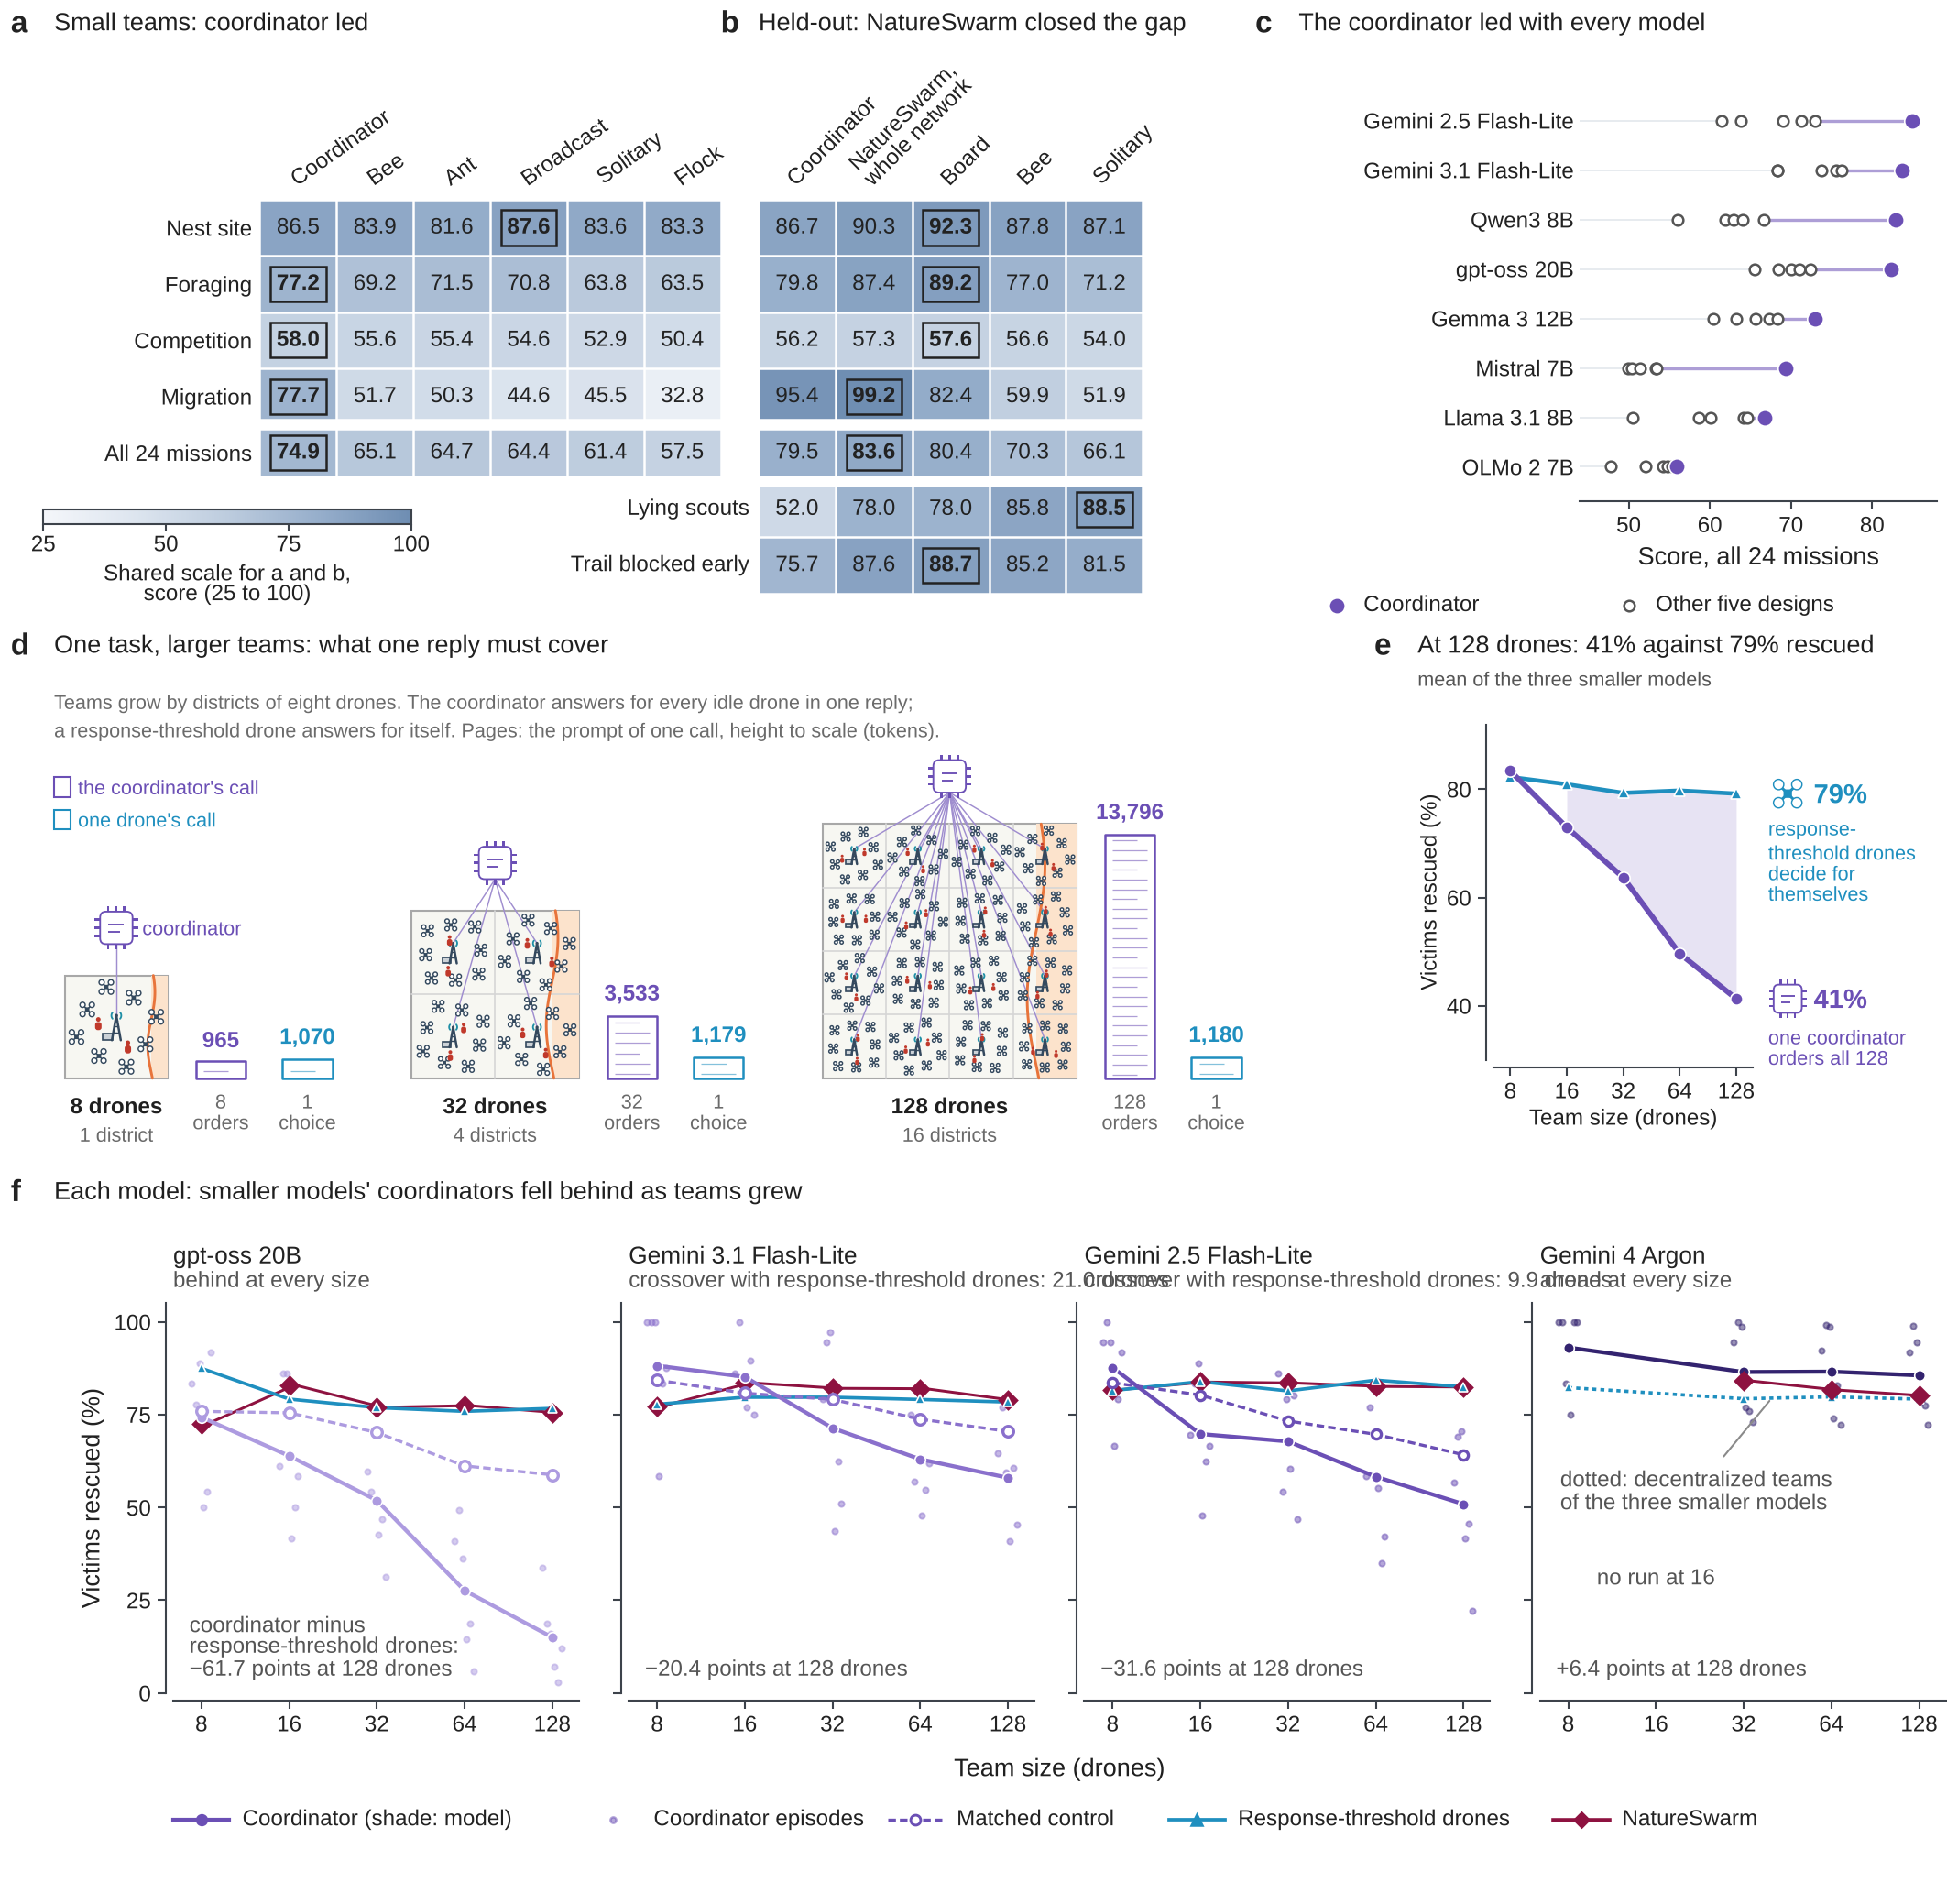 a Small teams: coordinator led
Coordinator Bee Ant Broadcast Solitary Flock
Nest site 86.5 83.9 81.6 87.6 83.6 83.3
Foraging 77.2 69.2 71.5 70.8 63.8 63.5
Competition 58.0 55.6 55.4 54.6 52.9 50.4
Migration 77.7 51.7 50.3 44.6 45.5 32.8
All 24 missions 74.9 65.1 64.7 64.4 61.4 57.5
25 50 75 100
Shared scale for a and b,
score (25 to 100)
b Held-out: NatureSwarm closed the gap
Coordinator NatureSwarm, whole network Board Bee Solitary
86.7 90.3 92.3 87.8 87.1
79.8 87.4 89.2 77.0 71.2
56.2 57.3 57.6 56.6 54.0
95.4 99.2 82.4 59.9 51.9
79.5 83.6 80.4 70.3 66.1
Lying scouts 52.0 78.0 78.0 85.8 88.5
Trail blocked early 75.7 87.6 88.7 85.2 81.5
c The coordinator led with every model
Gemini 2.5 Flash-Lite
Gemini 3.1 Flash-Lite
Qwen3 8B
gpt-oss 20B
Gemma 3 12B
Mistral 7B
Llama 3.1 8B
OLMo 2 7B
50 60 70 80
Score, all 24 missions
Coordinator Other five designs
d One task, larger teams: what one reply must cover
Teams grow by districts of eight drones. The coordinator answers for every idle drone in one reply;
a response-threshold drone answers for itself. Pages: the prompt of one call, height to scale (tokens).
the coordinator's call
one drone's call
coordinator
965 1,070
8 drones
1 district
8 orders
1 choice
3,533 1,179
32 drones
4 districts
32 orders
1 choice
13,796 1,180
128 drones
16 districts
128 orders
1 choice
e At 128 drones: 41% against 79% rescued
mean of the three smaller models
Victims rescued (%)
80
60
40
8 16 32 64 128
Team size (drones)
79%
response-
threshold drones
decide for
themselves
41%
one coordinator
orders all 128
f Each model: smaller models' coordinators fell behind as teams grew
gpt-oss 20B
behind at every size
Gemini 3.1 Flash-Lite
crossover with response-threshold drones: 21.0 drones
Gemini 2.5 Flash-Lite
crossover with response-threshold drones: 9.9 drones
Gemini 4 Argon
ahead at every size
Victims rescued (%)
100
75
50
25
0
coordinator minus
response-threshold drones:
−61.7 points at 128 drones
−20.4 points at 128 drones
−31.6 points at 128 drones
dotted: decentralized teams
of the three smaller models
no run at 16
+6.4 points at 128 drones
8 16 32 64 128
8 16 32 64 128
8 16 32 64 128
8 16 32 64 128
Team size (drones)
Coordinator (shade: model) Coordinator episodes Matched control Response-threshold drones NatureSwarm